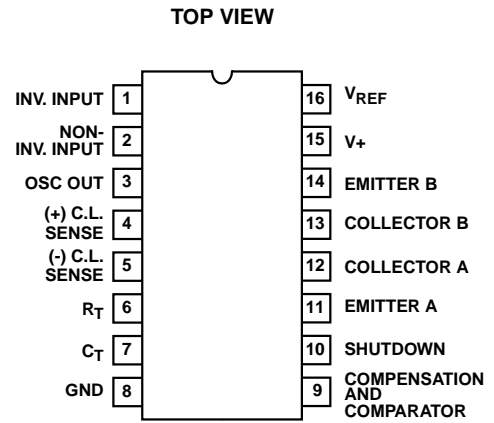 TOP VIEW
INV. INPUT 1
NON-
INV. INPUT 2
OSC OUT 3
(+) C.L.
SENSE 4
(-) C.L.
SENSE 5
RT 6
CT 7
GND 8
16 VREF
15 V+
14 EMITTER B
13 COLLECTOR B
12 COLLECTOR A
11 EMITTER A
10 SHUTDOWN
9 COMPENSATION
AND
COMPARATOR